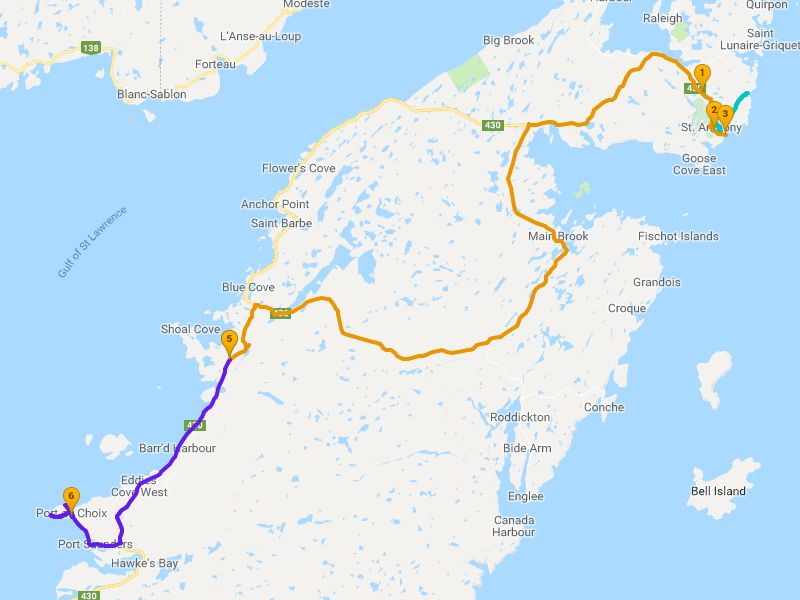 Modeste
Harbour
Quirpon
Raleigh
L'Anse-au-Loup
Saint
Lunaire-Griquet
Big Brook
138
Forteau
1
430
Blanc-Sablon
2
3
St. Anthony
430
Goose
Cove East
Flower's Cove
Anchor Point
Saint Barbe
Gulf of St Lawrence
Main Brook
Fischot Islands
Blue Cove
Grandois
Croque
Shoal Cove
5
Conche
Roddickton
Barr'd Harbour
Bide Arm
Eddies
Cove West
Bell Island
6
Port au Choix
Englee
Canada
Harbour
Port Saunders
Hawke's Bay
430